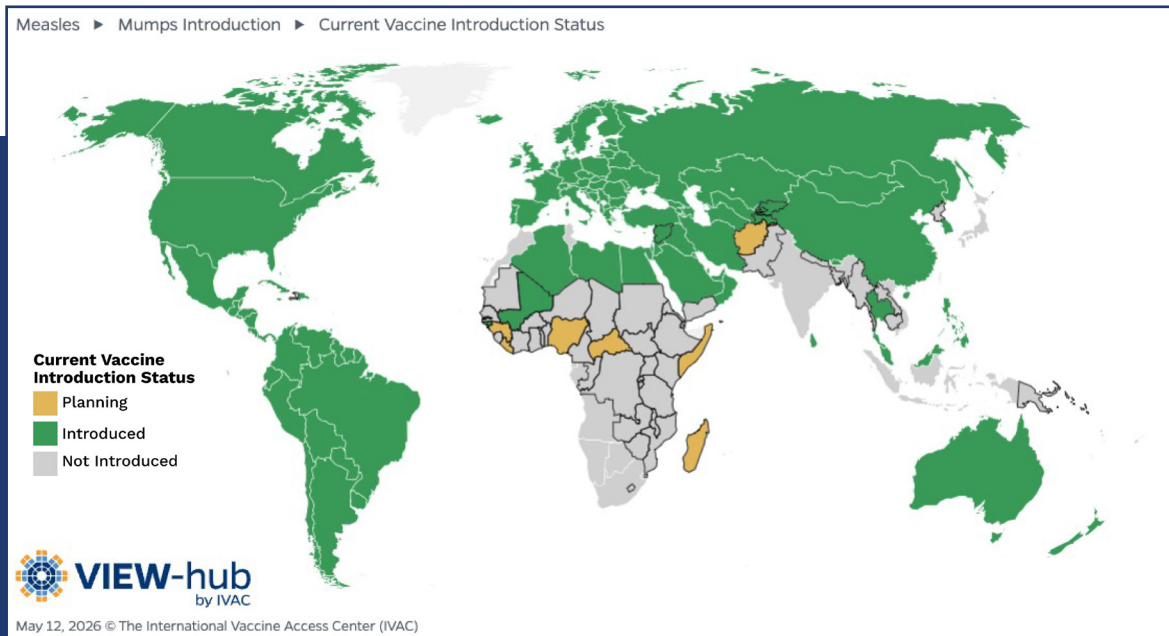 Measles ▶ Mumps Introduction ▶ Current Vaccine Introduction Status
Current Vaccine
Introduction Status
Planning
Introduced
Not Introduced
VIEW-hub
by IVAC
May 12, 2026 © The International Vaccine Access Center (IVAC)